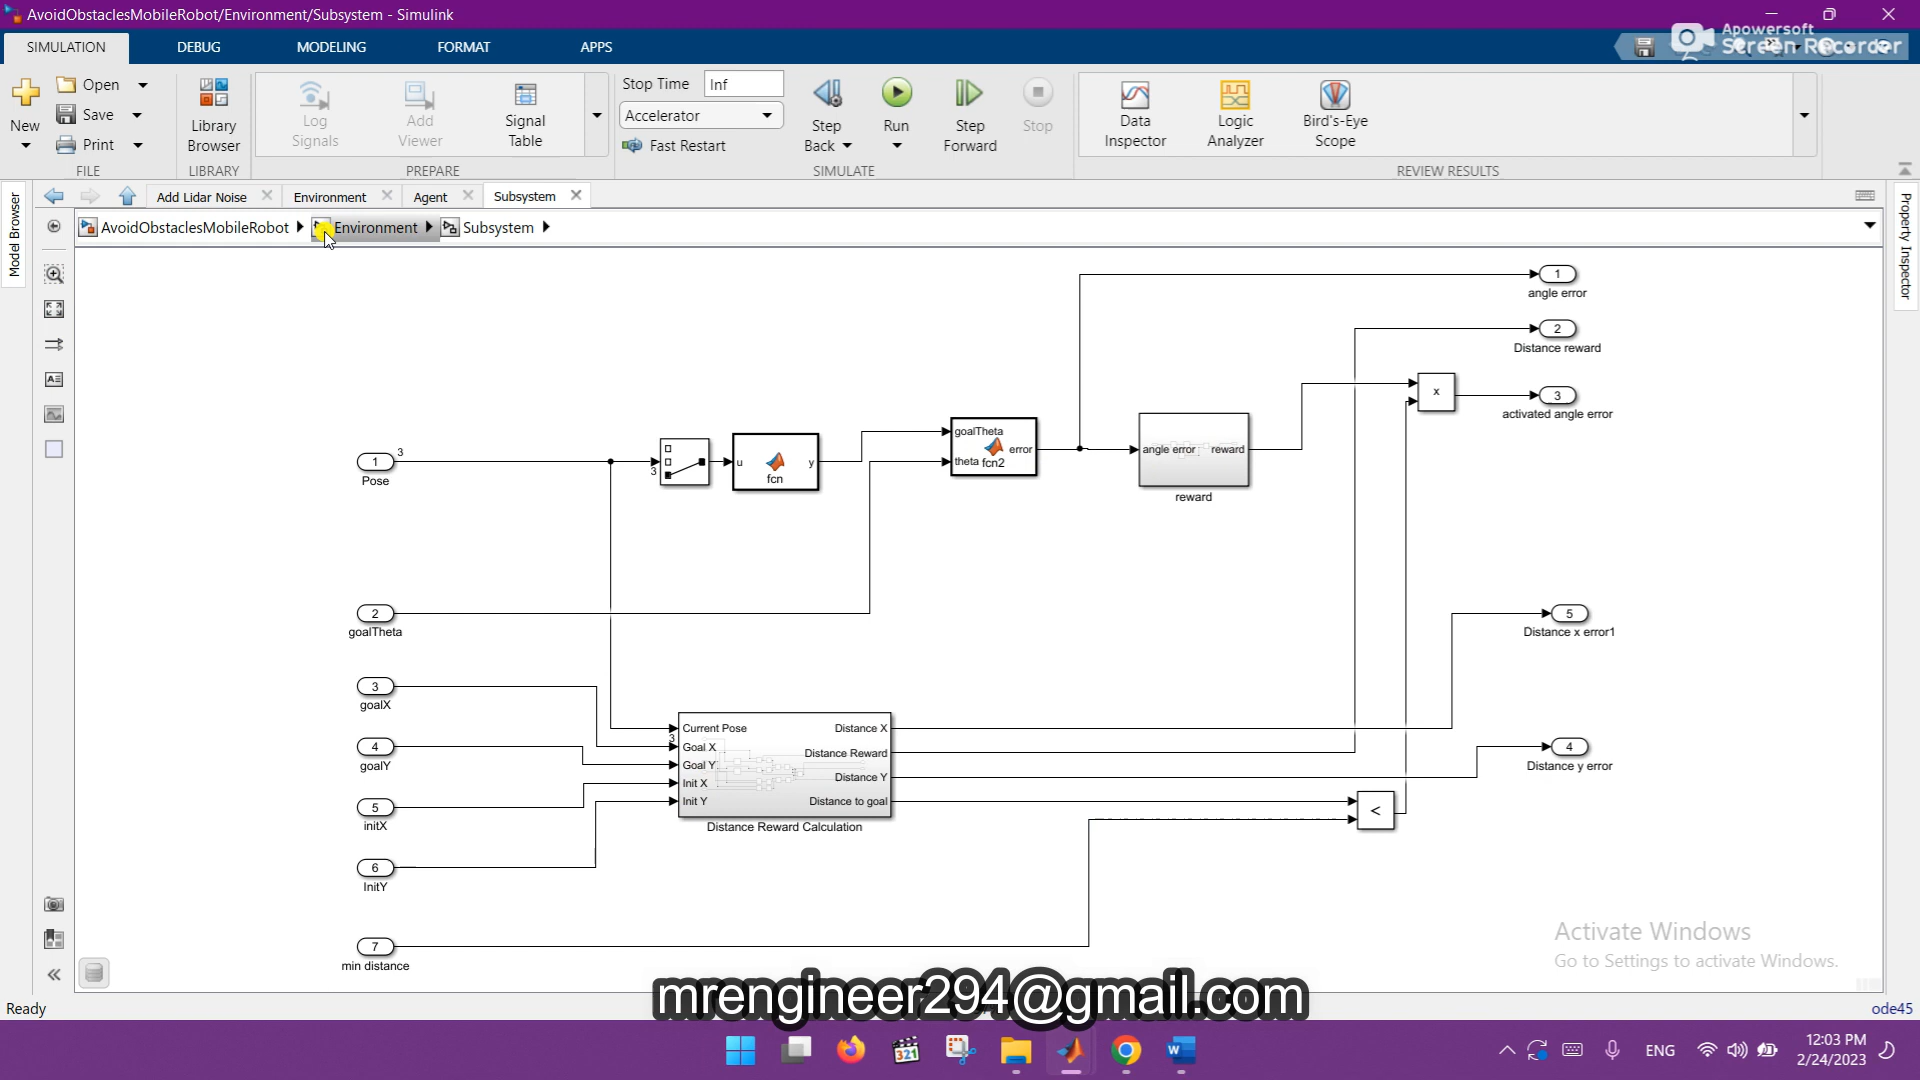 AvoidObstaclesMobileRobot/Environment/Subsystem - Simulink
Apowersoft
Screen Recorder
SIMULATION
DEBUG
MODELING
FORMAT
APPS
New
Open
Save
Print
FILE
Library
Browser
LIBRARY
Log
Signals
Add
Viewer
Signal
Table
PREPARE
Stop Time
Inf
Accelerator
Fast Restart
Step
Back
Run
Step
Forward
Stop
SIMULATE
Data
Inspector
Logic
Analyzer
Bird's-Eye
Scope
REVIEW RESULTS
Model Browser
Property Inspector
Add Lidar Noise
Environment
Agent
Subsystem
AvoidObstaclesMobileRobot
Environment
Subsystem
1
angle error
2
Distance reward
x
3
activated angle error
1
Pose
3
3
u
fcn
y
goalTheta
theta
fcn2
error
angle error
reward
reward
2
goalTheta
3
goalX
4
goalY
5
initX
6
InitY
7
min distance
3
Current Pose
Goal X
Goal Y
Init X
Init Y
Distance X
Distance Reward
Distance Y
Distance to goal
Distance Reward Calculation
<
5
Distance x error1
4
Distance y error
Activate Windows
Go to Settings to activate Windows.
mrengineer294@gmail.com
Ready
ode45
321
W
ENG
12:03 PM
2/24/2023